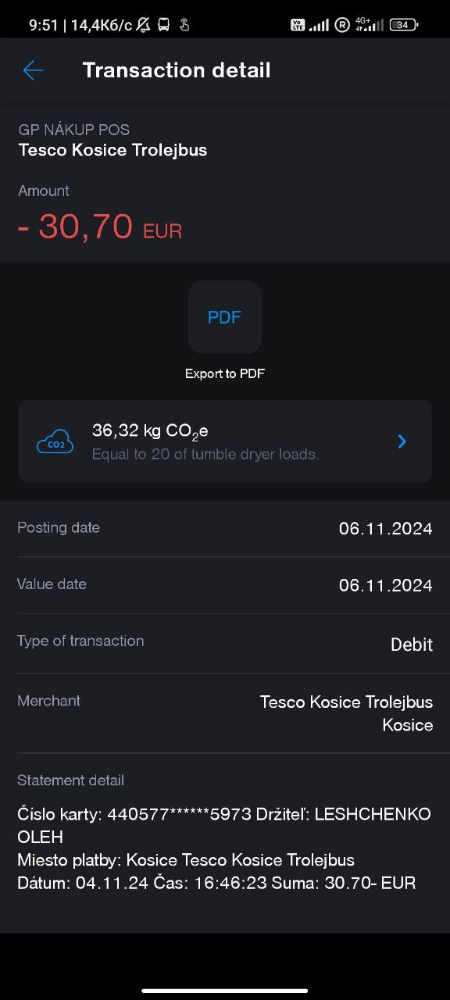 9:51 | 14,4Кб/с Vo LTE R 4G+ 34
Transaction detail
GP NÁKUP POS
Tesco Kosice Trolejbus
Amount
- 30,70 EUR
PDF
Export to PDF
CO2
36,32 kg CO₂e
Equal to 20 of tumble dryer loads.
Posting date 06.11.2024
Value date 06.11.2024
Type of transaction Debit
Merchant Tesco Kosice Trolejbus
Kosice
Statement detail
Číslo karty: 440577******5973 Držiteľ: LESHCHENKO
OLEH
Miesto platby: Kosice Tesco Kosice Trolejbus
Dátum: 04.11.24 Čas: 16:46:23 Suma: 30.70- EUR